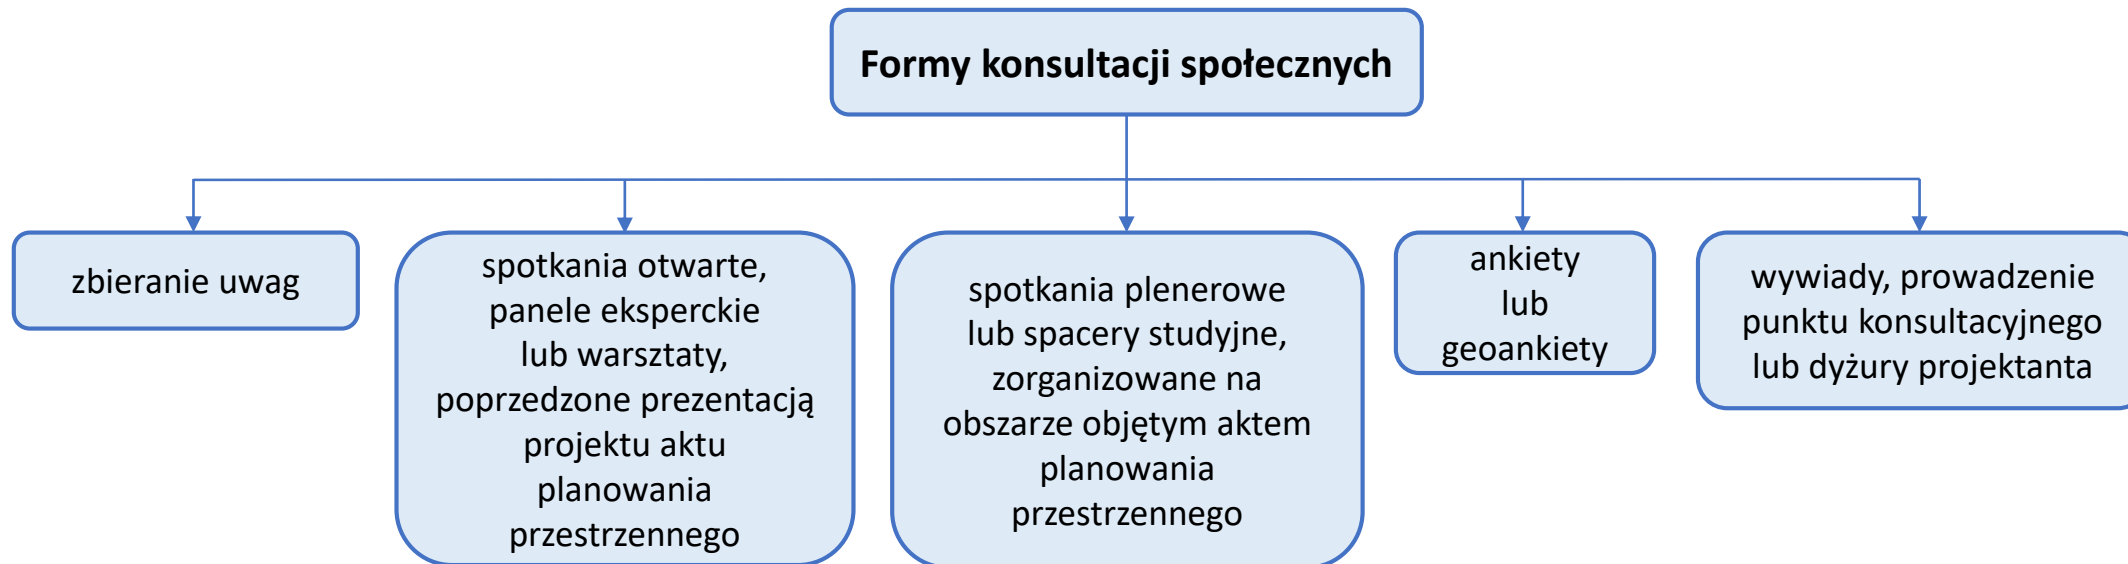 Formy konsultacji społecznych
zbieranie uwag
spotkania otwarte,
panele eksperckie
lub warsztaty,
poprzedzone prezentacją
projektu aktu
planowania
przestrzennego
spotkania plenerowe
lub spacery studyjne,
zorganizowane na
obszarze objętym aktem
planowania
przestrzennego
ankiety
lub
geoankiety
wywiady, prowadzenie
punktu konsultacyjnego
lub dyżury projektanta